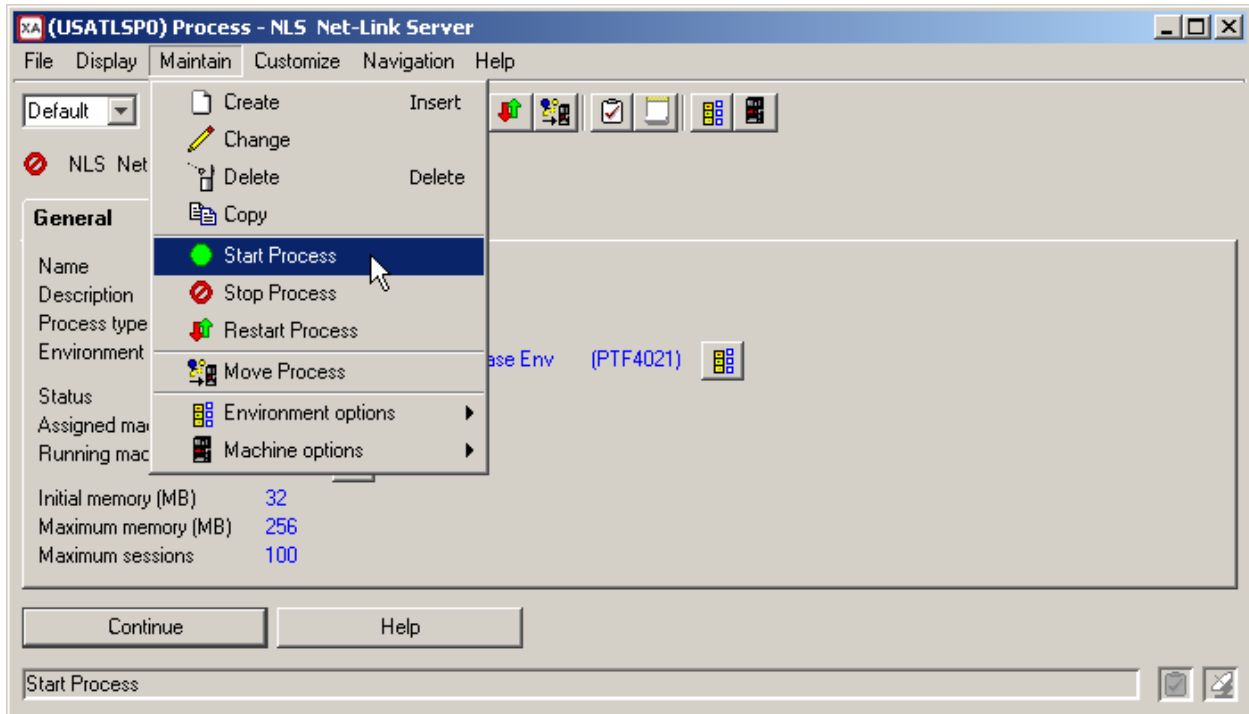 XA (USATLSP0) Process - NLS  Net-Link Server
File Display Maintain Customize Navigation Help
Default
Create Insert
Change
NLS Net
Delete Delete
Copy
General
Start Process
Name
Stop Process
Description
Process type
Restart Process
Environment
ase Env (PTF4021)
Move Process
Status
Environment options
Assigned ma
Machine options
Running mac
Initial memory (MB) 32
Maximum memory (MB) 256
Maximum sessions 100
Continue Help
Start Process